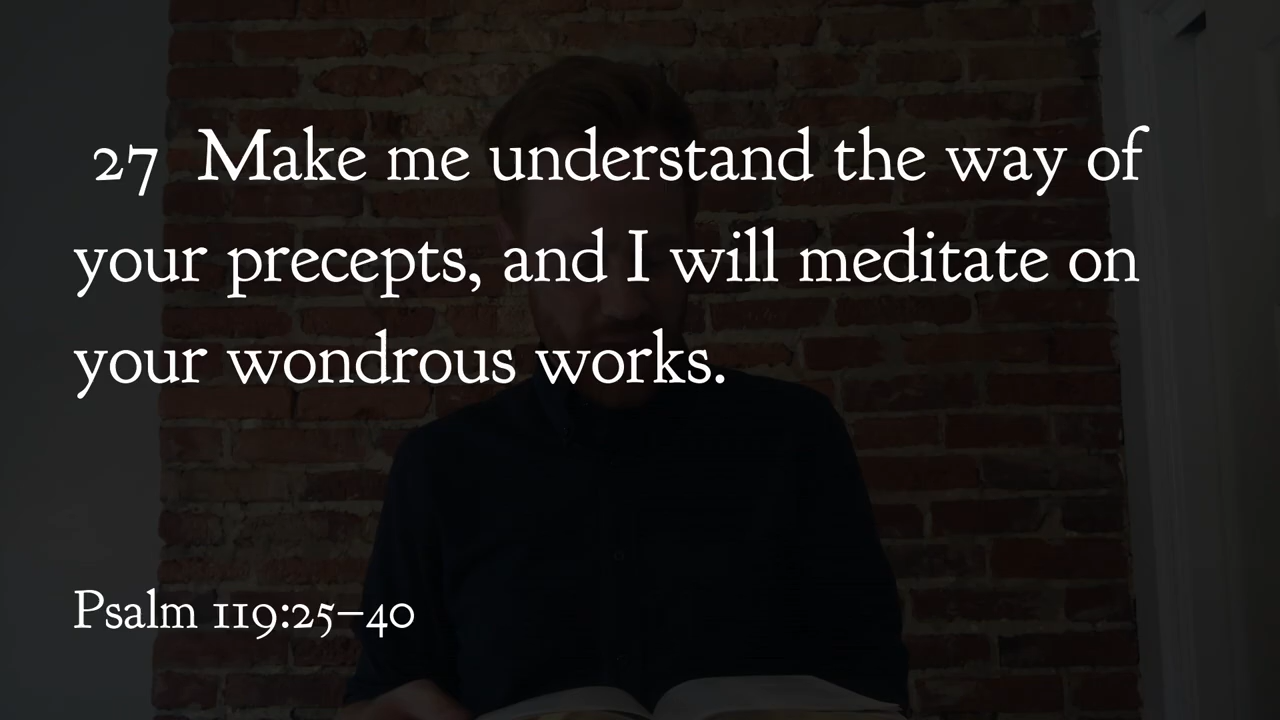 27 Make me understand the way of
your precepts, and I will meditate on
your wondrous works.
Psalm 119:25–40